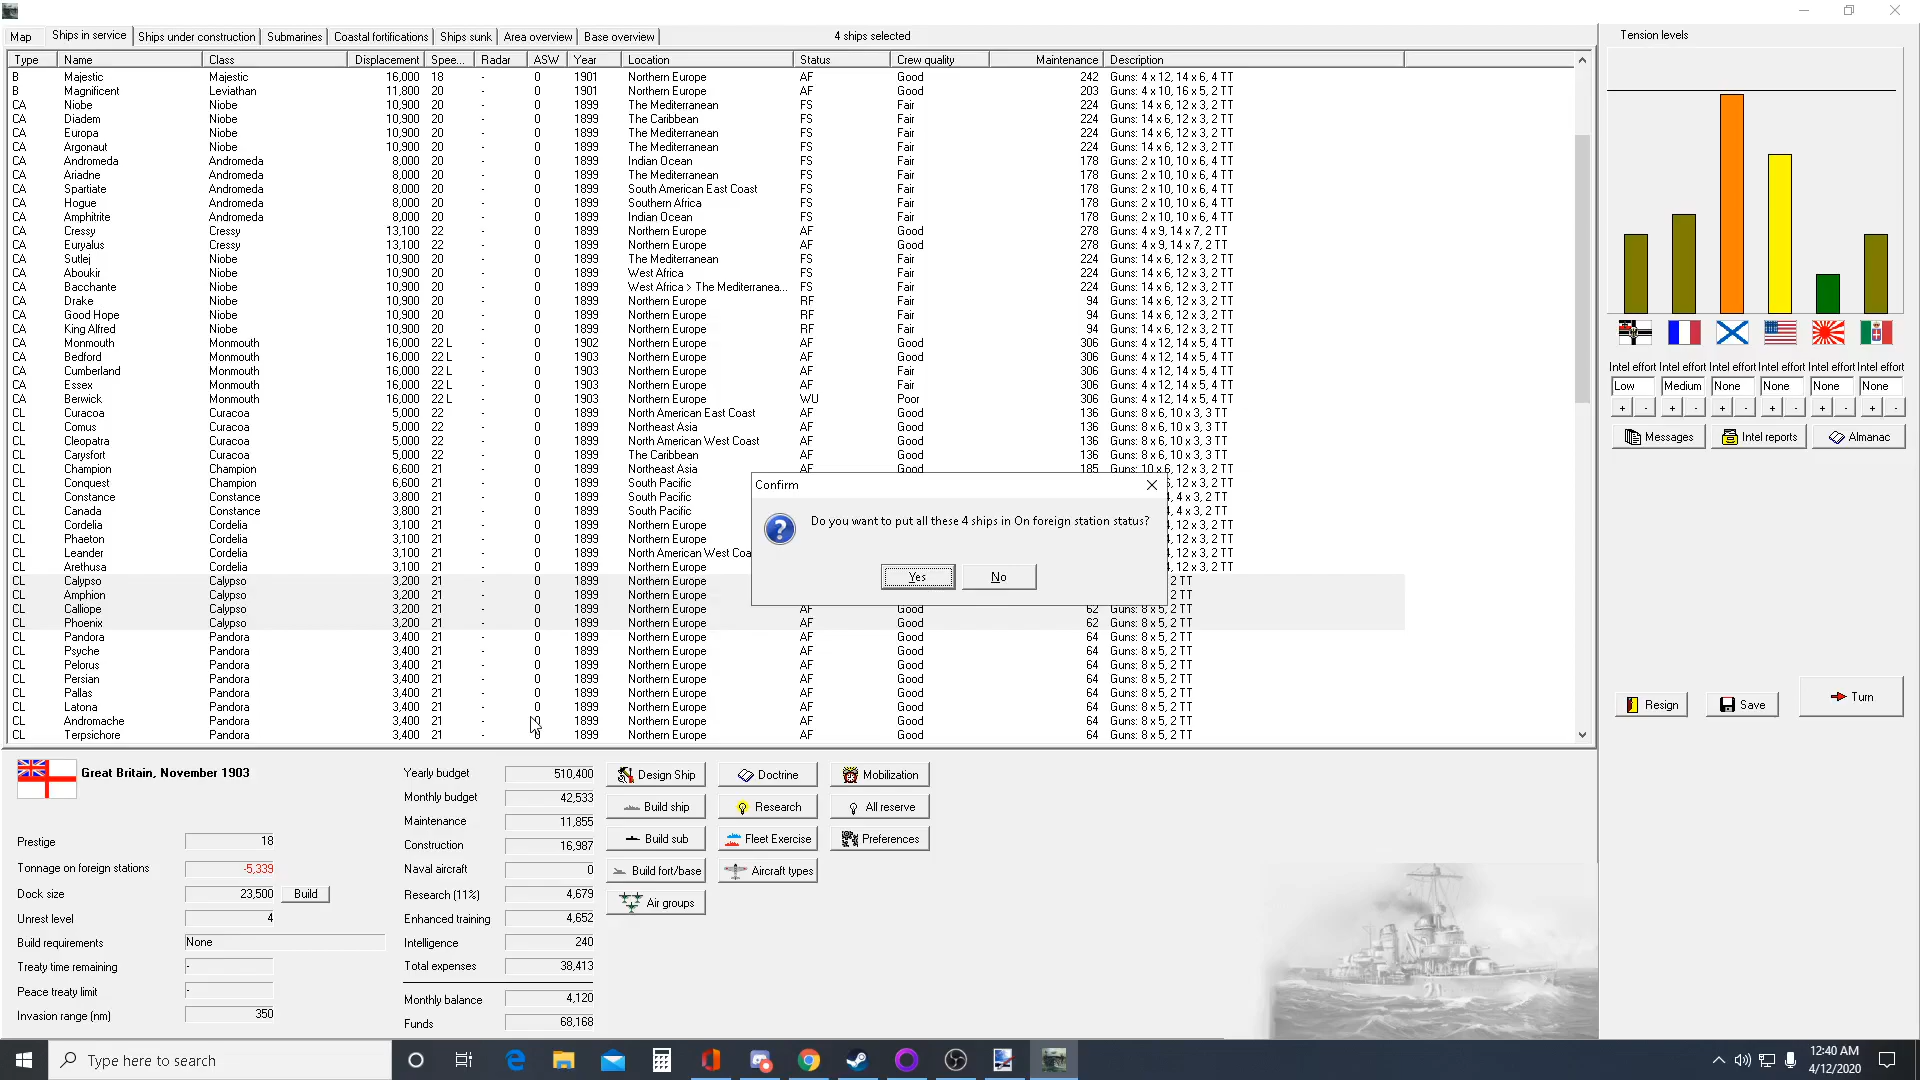 Map Ships in service Ships under construction Submarines Coastal fortifications Ships sunk Area overview Base overview 4 ships selected Tension levels
Type Name Class Displacement Spee... Radar ASW Year Location Status Crew quality Maintenance Description
B Majestic Majestic 16,000 18 - 0 1901 Northern Europe AF Good 242 Guns: 4 x 12, 14 x 6, 4 TT
B Magnificent Leviathan 11,800 20 - 0 1901 Northern Europe AF Good 203 Guns: 4 x 10, 16 x 5, 2 TT
CA Niobe Niobe 10,900 20 - 0 1899 The Mediterranean FS Fair 224 Guns: 14 x 6, 12 x 3, 2 TT
CA Diadem Niobe 10,900 20 - 0 1899 The Caribbean FS Fair 224 Guns: 14 x 6, 12 x 3, 2 TT
CA Europa Niobe 10,900 20 - 0 1899 The Mediterranean FS Fair 224 Guns: 14 x 6, 12 x 3, 2 TT
CA Argonaut Niobe 10,900 20 - 0 1899 The Mediterranean FS Fair 224 Guns: 14 x 6, 12 x 3, 2 TT
CA Andromeda Andromeda 8,000 20 - 0 1899 Indian Ocean FS Fair 178 Guns: 2 x 10, 10 x 6, 4 TT
CA Ariadne Andromeda 8,000 20 - 0 1899 The Mediterranean FS Fair 178 Guns: 2 x 10, 10 x 6, 4 TT
CA Spartiate Andromeda 8,000 20 - 0 1899 South American East Coast FS Fair 178 Guns: 2 x 10, 10 x 6, 4 TT
CA Hogue Andromeda 8,000 20 - 0 1899 Southern Africa FS Fair 178 Guns: 2 x 10, 10 x 6, 4 TT
CA Amphitrite Andromeda 8,000 20 - 0 1899 Indian Ocean FS Fair 178 Guns: 2 x 10, 10 x 6, 4 TT
CA Cressy Cressy 13,100 22 - 0 1899 Northern Europe AF Good 278 Guns: 4 x 9, 14 x 7, 2 TT
CA Euryalus Cressy 13,100 22 - 0 1899 Northern Europe AF Good 278 Guns: 4 x 9, 14 x 7, 2 TT
CA Sutlej Niobe 10,900 20 - 0 1899 The Mediterranean FS Fair 224 Guns: 14 x 6, 12 x 3, 2 TT
CA Aboukir Niobe 10,900 20 - 0 1899 West Africa FS Fair 224 Guns: 14 x 6, 12 x 3, 2 TT
CA Bacchante Niobe 10,900 20 - 0 1899 West Africa > The Mediterranea... FS Fair 224 Guns: 14 x 6, 12 x 3, 2 TT
CA Drake Niobe 10,900 20 - 0 1899 Northern Europe RF Fair 94 Guns: 14 x 6, 12 x 3, 2 TT
CA Good Hope Niobe 10,900 20 - 0 1899 Northern Europe RF Fair 94 Guns: 14 x 6, 12 x 3, 2 TT
CA King Alfred Niobe 10,900 20 - 0 1899 Northern Europe RF Fair 94 Guns: 14 x 6, 12 x 3, 2 TT
CA Monmouth Monmouth 16,000 22 L - 0 1902 Northern Europe AF Good 306 Guns: 4 x 12, 14 x 5, 4 TT
CA Bedford Monmouth 16,000 22 L - 0 1903 Northern Europe AF Good 306 Guns: 4 x 12, 14 x 5, 4 TT
CA Cumberland Monmouth 16,000 22 L - 0 1903 Northern Europe AF Good 306 Guns: 4 x 12, 14 x 5, 4 TT
CA Essex Monmouth 16,000 22 L - 0 1903 Northern Europe AF Good 306 Guns: 4 x 12, 14 x 5, 4 TT
CA Berwick Monmouth 16,000 22 L - 0 1903 Northern Europe WU Poor 306 Guns: 4 x 12, 14 x 5, 4 TT
CL Curacoa Curacoa 5,000 22 - 0 1899 North American East Coast AF Good 136 Guns: 8 x 6, 10 x 3, 3 TT
CL Comus Curacoa 5,000 22 - 0 1899 Northeast Asia AF Good 136 Guns: 8 x 6, 10 x 3, 3 TT
CL Cleopatra Curacoa 5,000 22 - 0 1899 North American West Coast AF Good 136 Guns: 8 x 6, 10 x 3, 3 TT
CL Carysfort Curacoa 5,000 22 - 0 1899 The Caribbean AF Good 136 Guns: 8 x 6, 10 x 3, 3 TT
CL Champion Champion 6,600 21 - 0 1899 Northeast Asia AF Good 185 Guns: 10 x 6, 12 x 3, 2 TT
CL Conquest Champion 6,600 21 - 0 1899 South Pacific 12 x 3, 2 TT
CL Constance Constance 3,800 21 - 0 1899 South Pacific 4 x 3, 2 TT
CL Canada Constance 3,800 21 - 0 1899 South Pacific 4 x 3, 2 TT
CL Cordelia Cordelia 3,100 21 - 0 1899 Northern Europe 12 x 3, 2 TT
CL Phaeton Cordelia 3,100 21 - 0 1899 Northern Europe 12 x 3, 2 TT
CL Leander Cordelia 3,100 21 - 0 1899 North American West Coa 12 x 3, 2 TT
CL Arethusa Cordelia 3,100 21 - 0 1899 Northern Europe 12 x 3, 2 TT
CL Calypso Calypso 3,200 21 - 0 1899 Northern Europe 2 TT
CL Amphion Calypso 3,200 21 - 0 1899 Northern Europe 2 TT
CL Calliope Calypso 3,200 21 - 0 1899 Northern Europe AF Good 62 Guns: 8 x 5, 2 TT
CL Phoenix Calypso 3,200 21 - 0 1899 Northern Europe AF Good 62 Guns: 8 x 5, 2 TT
CL Pandora Pandora 3,400 21 - 0 1899 Northern Europe AF Good 64 Guns: 8 x 5, 2 TT
CL Psyche Pandora 3,400 21 - 0 1899 Northern Europe AF Good 64 Guns: 8 x 5, 2 TT
CL Pelorus Pandora 3,400 21 - 0 1899 Northern Europe AF Good 64 Guns: 8 x 5, 2 TT
CL Persian Pandora 3,400 21 - 0 1899 Northern Europe AF Good 64 Guns: 8 x 5, 2 TT
CL Pallas Pandora 3,400 21 - 0 1899 Northern Europe AF Good 64 Guns: 8 x 5, 2 TT
CL Latona Pandora 3,400 21 - 0 1899 Northern Europe AF Good 64 Guns: 8 x 5, 2 TT
CL Andromache Pandora 3,400 21 - 0 1899 Northern Europe AF Good 64 Guns: 8 x 5, 2 TT
CL Terpsichore Pandora 3,400 21 - 0 1899 Northern Europe AF Good 64 Guns: 8 x 5, 2 TT
Confirm
Do you want to put all these 4 ships in On foreign station status?
Yes No
Intel effort Intel effort Intel effort Intel effort Intel effort Intel effort
Low Medium None None None None
+ - + - + - + - + - + -
Messages Intel reports Almanac
Resign Save Turn
Great Britain, November 1903
Prestige 18
Tonnage on foreign stations -5,339
Dock size 23,500 Build
Unrest level 4
Build requirements None
Treaty time remaining -
Peace treaty limit -
Invasion range (nm) 350
Yearly budget 510,400
Monthly budget 42,533
Maintenance 11,855
Construction 16,987
Naval aircraft 0
Research (11%) 4,679
Enhanced training 4,652
Intelligence 240
Total expenses 38,413
Monthly balance 4,120
Funds 68,168
Design Ship Doctrine Mobilization
Build ship Research All reserve
Build sub Fleet Exercise Preferences
Build fort/base Aircraft types
Air groups
Type here to search
12:40 AM
4/12/2020